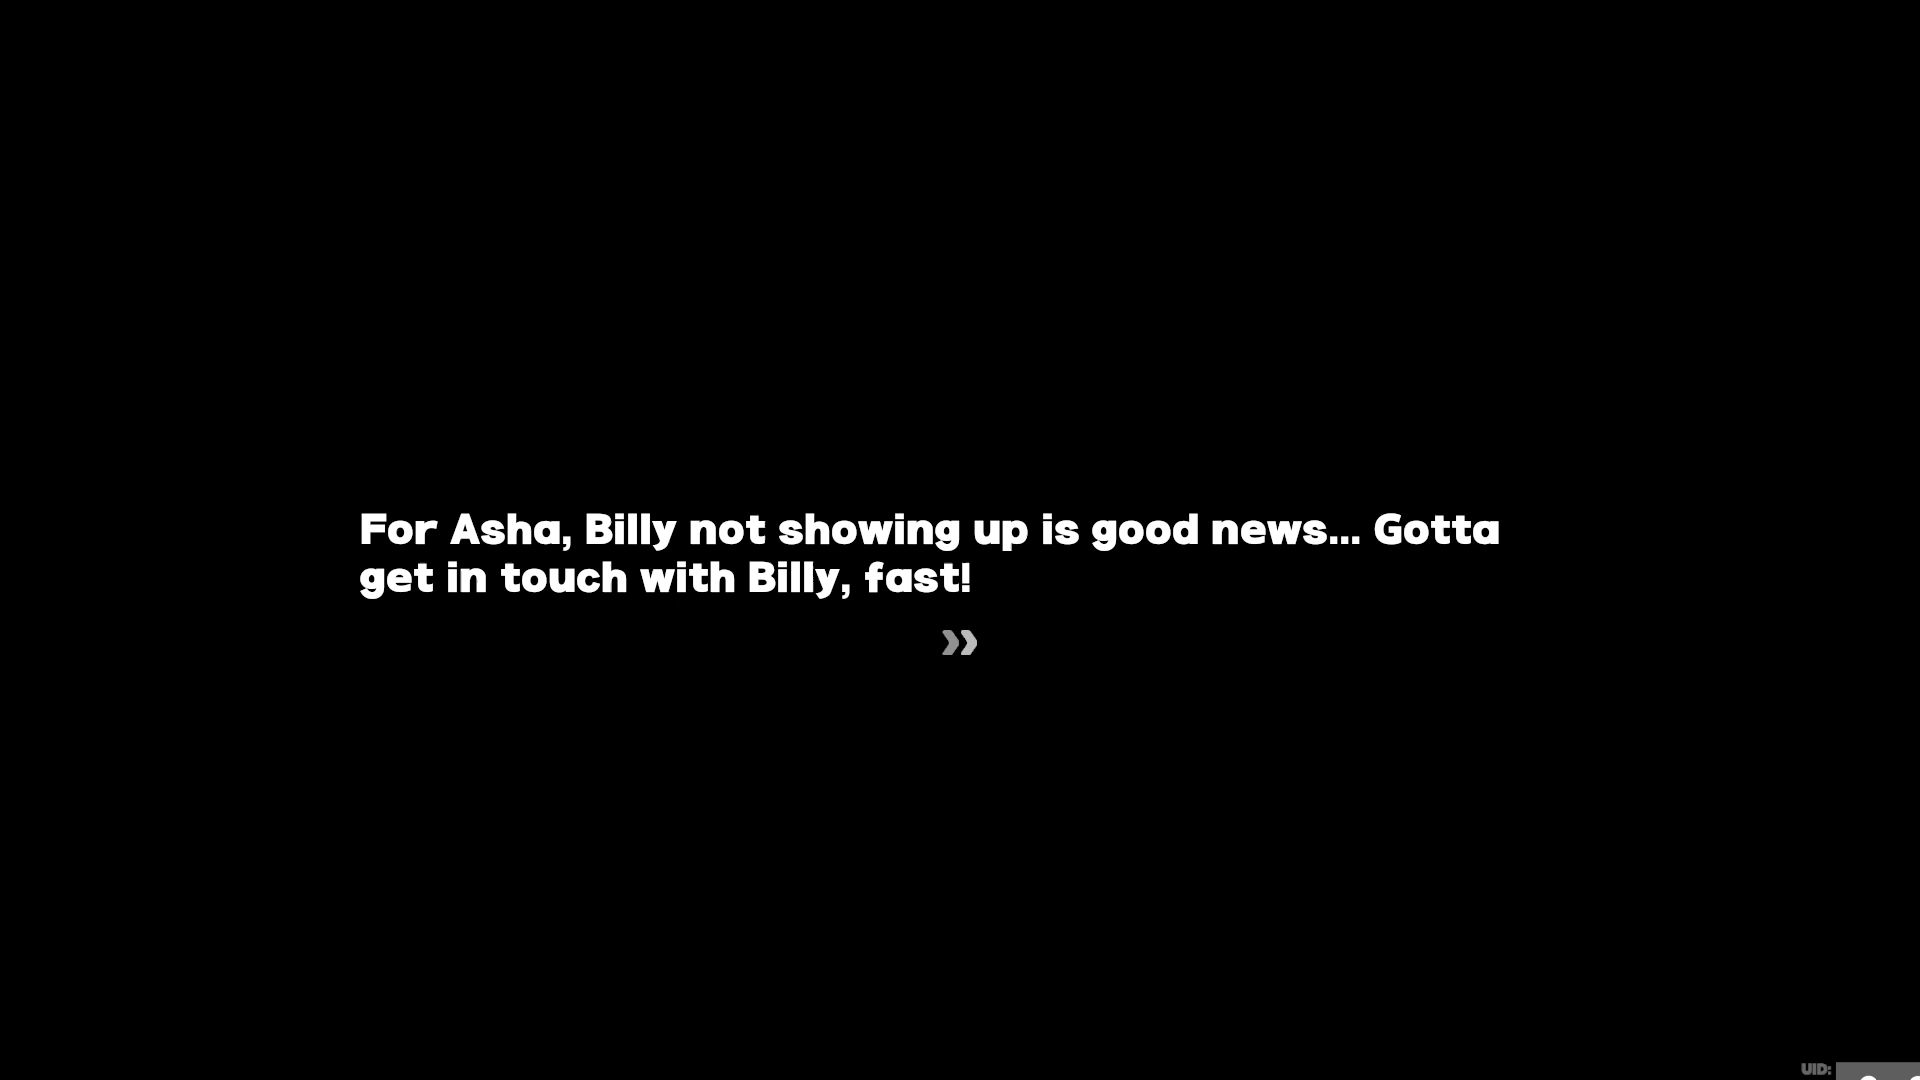 For Asha, Billy not showing up is good news... Gotta
get in touch with Billy, fast!
UID: